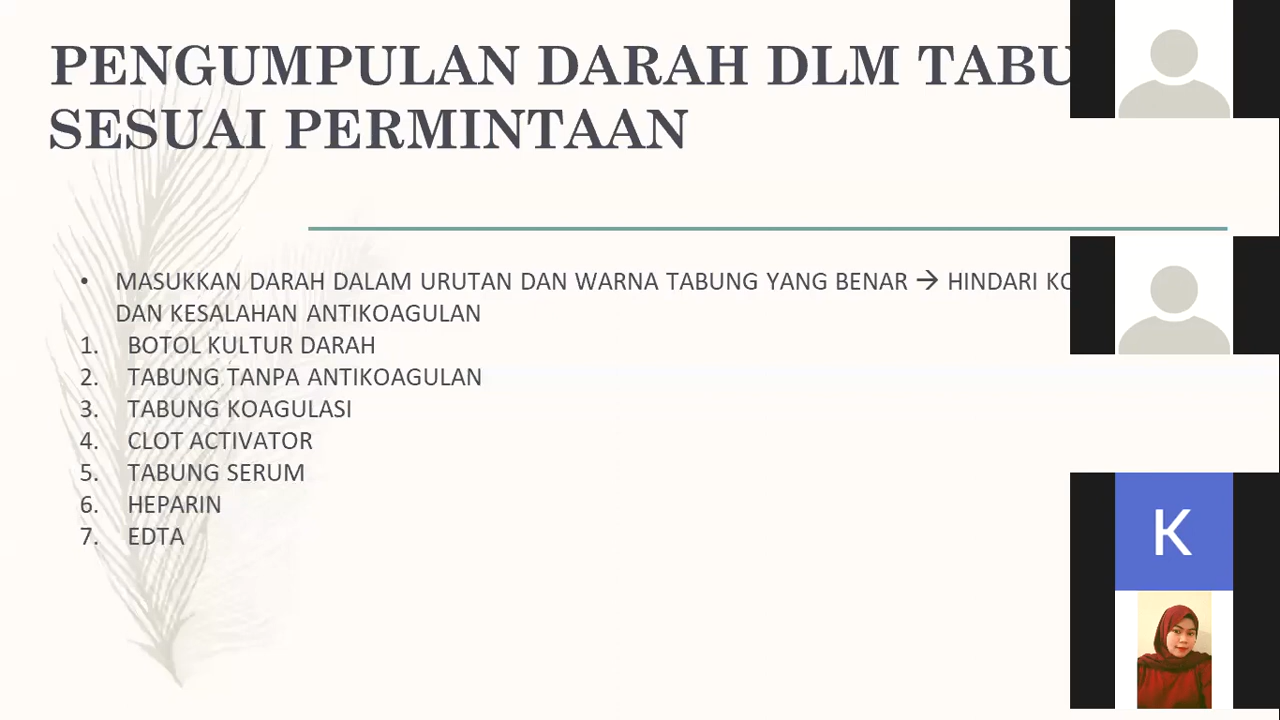 PENGUMPULAN DARAH DLM
SESUAI PERMINTAAN
• MASUKKAN DARAH DALAM URUTAN DAN WARNA TABUNG YANG BENAR → HINDARI
DAN KESALAHAN ANTIKOAGULAN
1. BOTOL KULTUR DARAH
2. TABUNG TANPA ANTIKOAGULAN
3. TABUNG KOAGULASI
4. CLOT ACTIVATOR
5. TABUNG SERUM
6. HEPARIN
7. EDTA
K